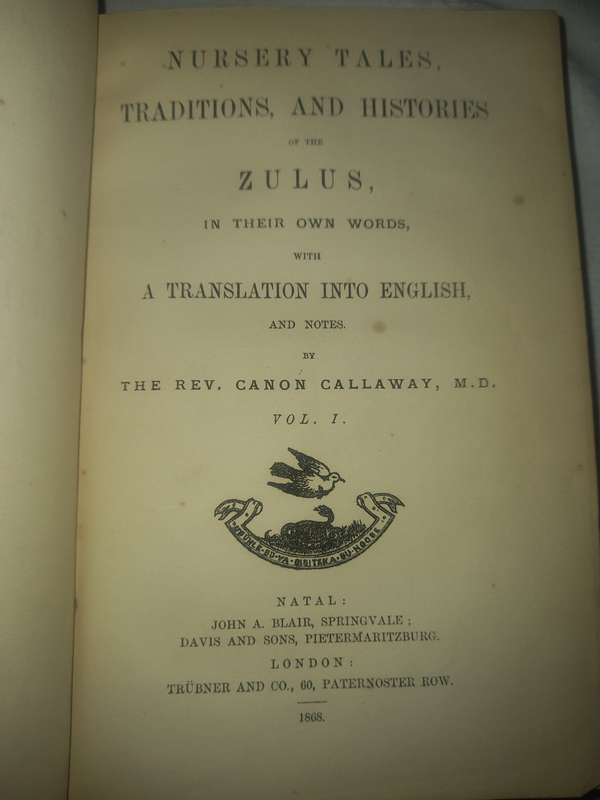 NURSERY TALES,
TRADITIONS, AND HISTORIES
OF THE
ZULUS,
IN THEIR OWN WORDS,
WITH
A TRANSLATION INTO ENGLISH,
AND NOTES.
BY
THE REV. CANON CALLAWAY, M.D.
VOL. I.
NATAL:
JOHN A. BLAIR, SPRINGVALE;
DAVIS AND SONS, PIETERMARITZBURG.
LONDON:
TRÜBNER AND CO., 60, PATERNOSTER ROW.
1868.